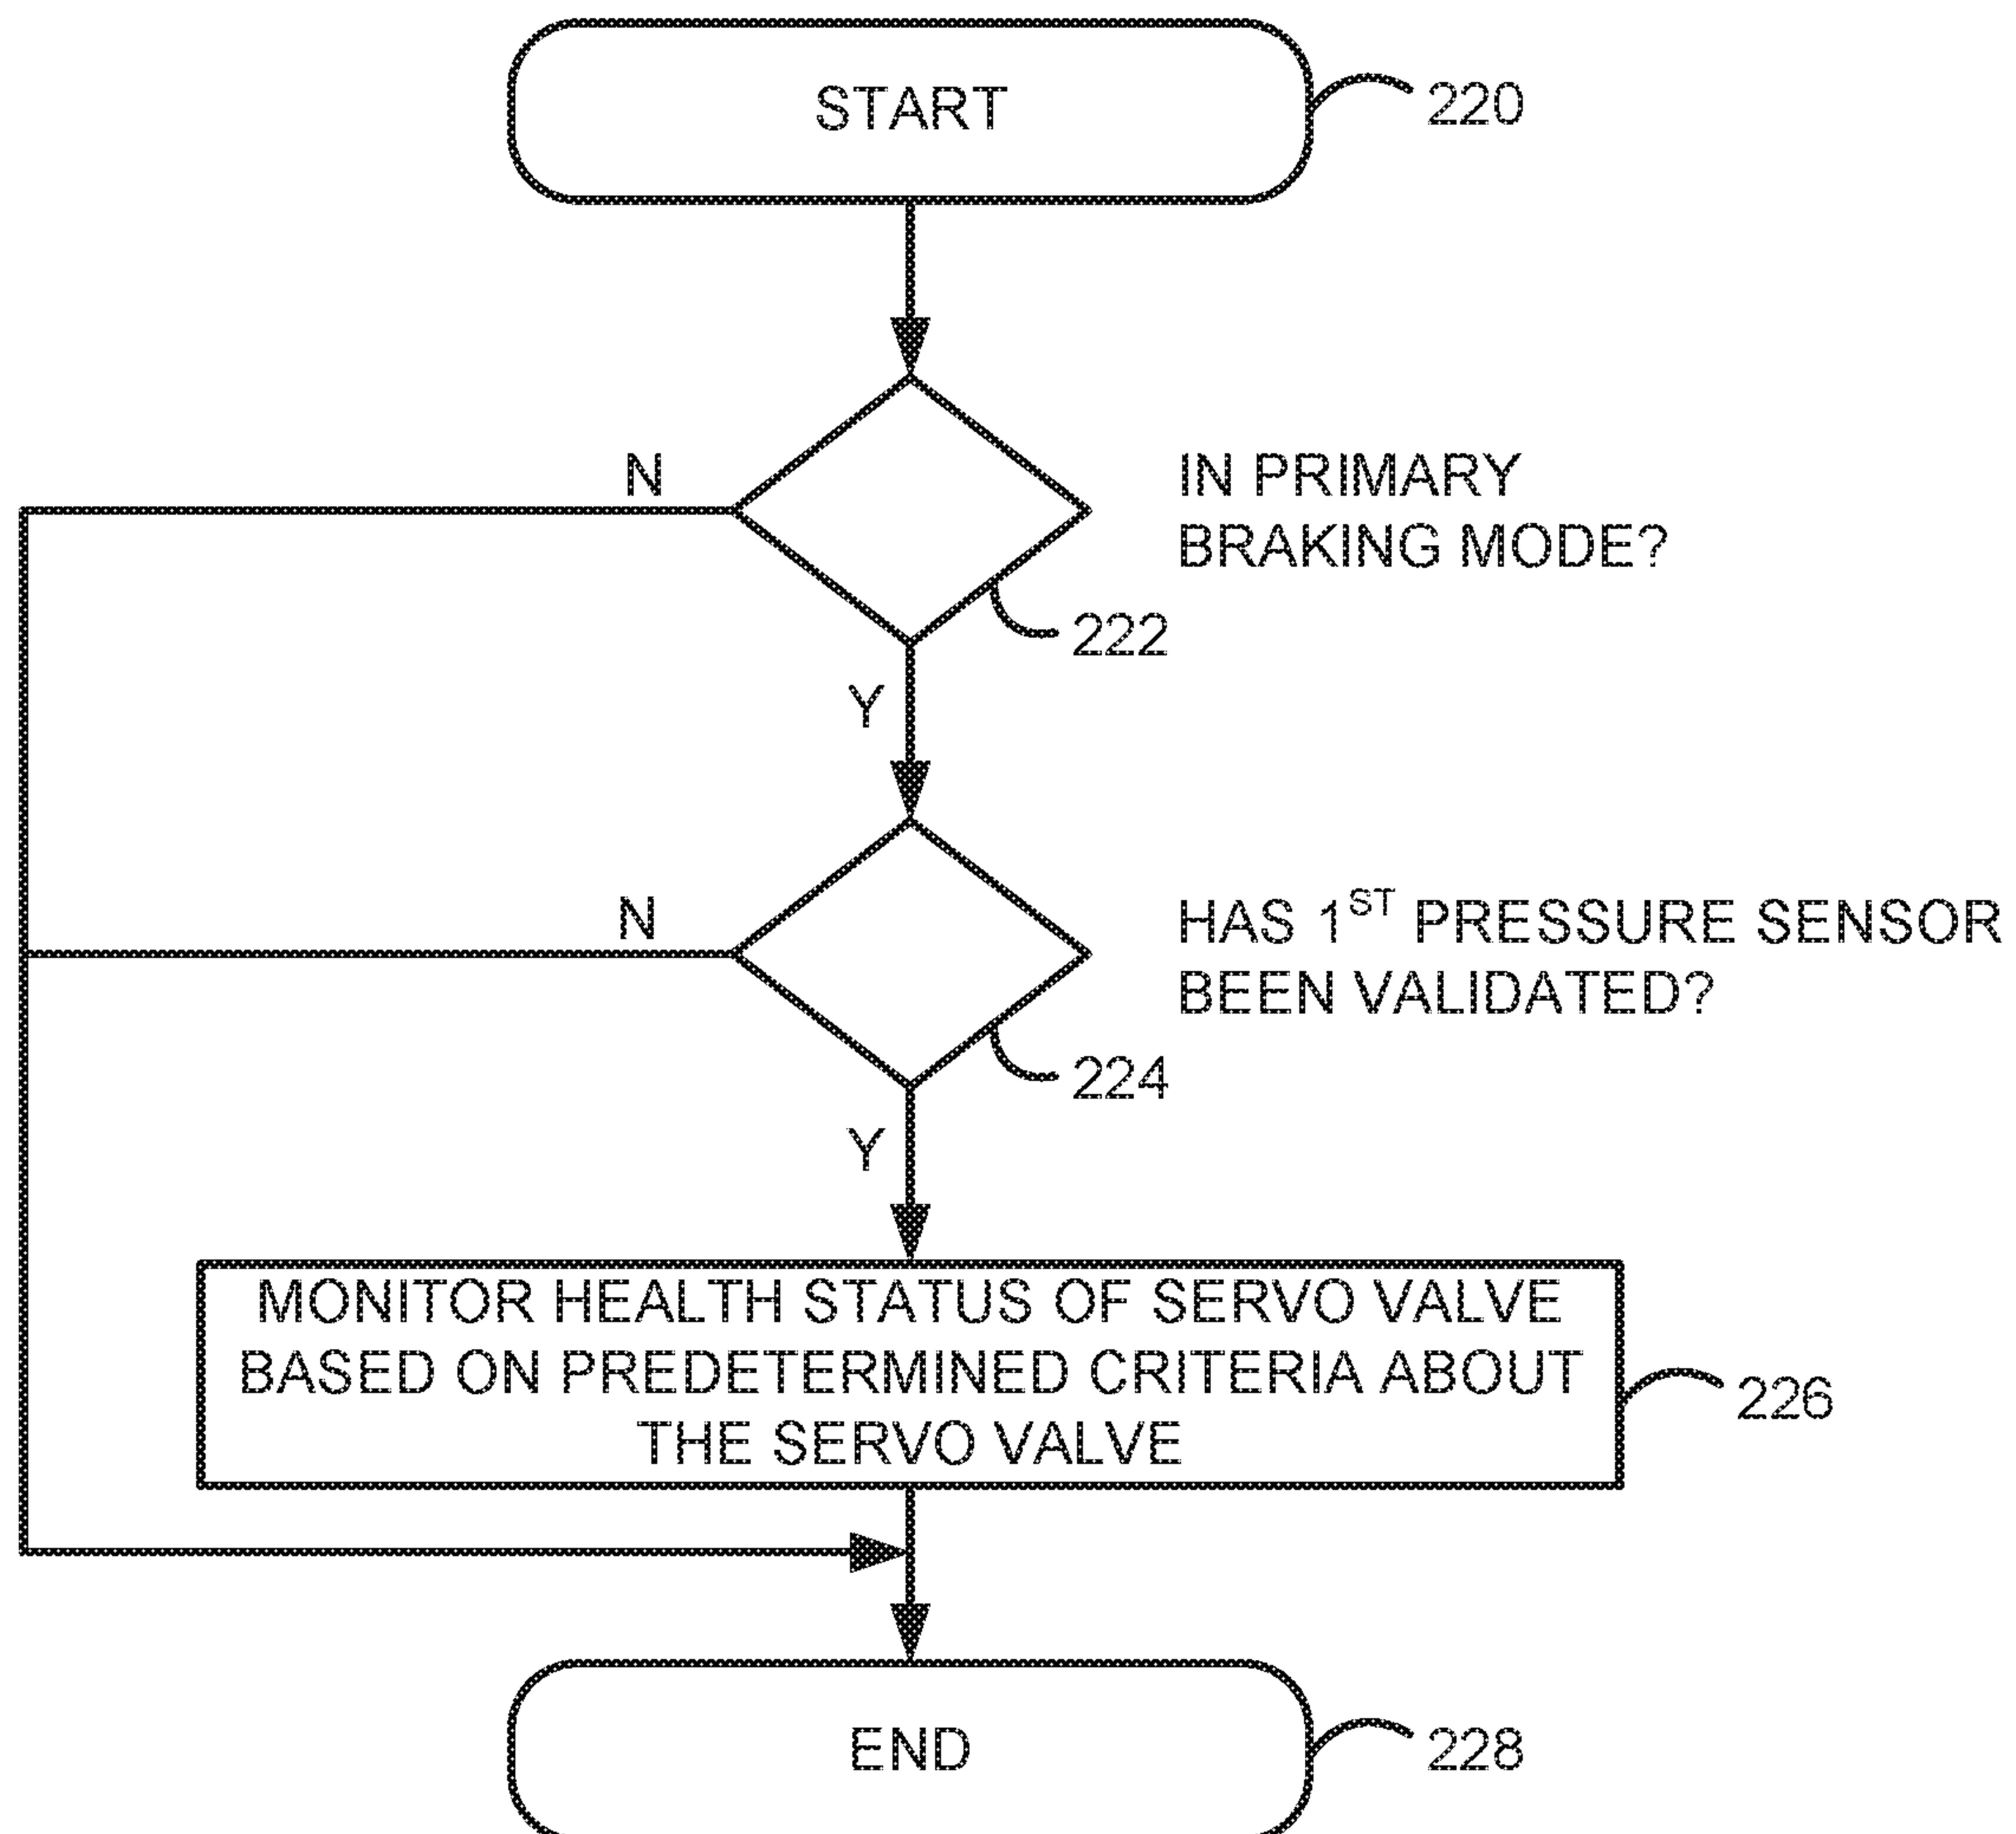 START
220
N
IN PRIMARY
BRAKING MODE?
222
Y
N
HAS 1ST PRESSURE SENSOR
BEEN VALIDATED?
224
Y
MONITOR HEALTH STATUS OF SERVO VALVE
BASED ON PREDETERMINED CRITERIA ABOUT
THE SERVO VALVE
226
END
228